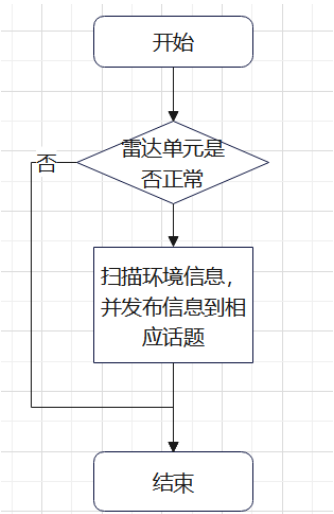 开始
雷达单元是
否正常
否
扫描环境信息，
并发布信息到相
应话题
结束